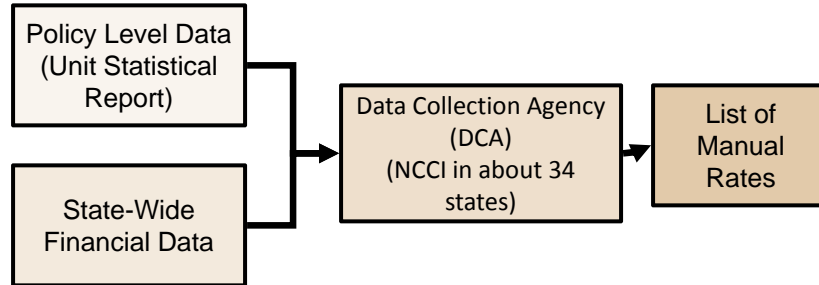 Policy Level Data
(Unit Statistical
Report)
State-Wide
Financial Data
Data Collection Agency
(DCA)
(NCCI in about 34
states)
List of
Manual
Rates